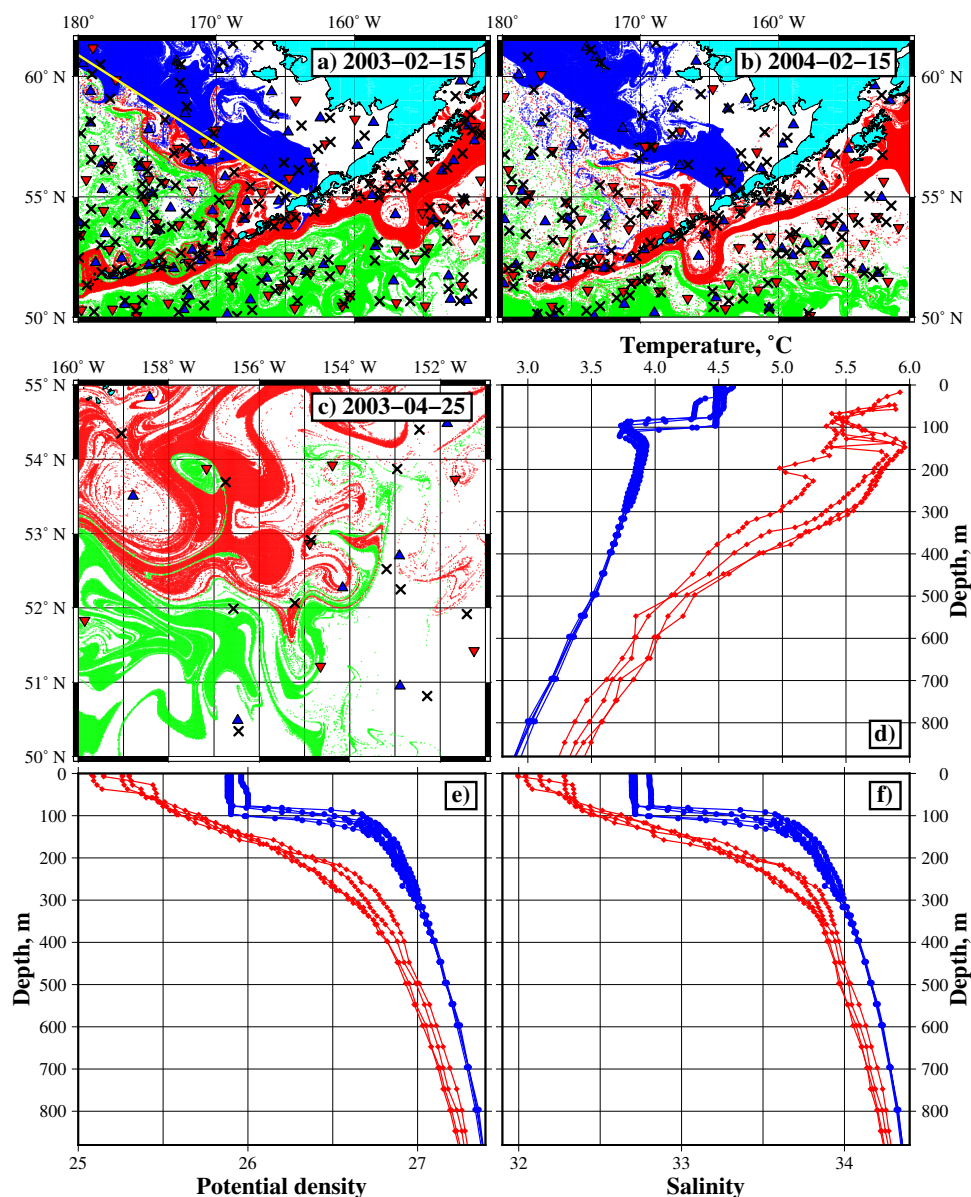 180° 170° W 160° W
180° 170° W 160° W
a) 2003−02−15
b) 2004−02−15
60° N 60° N
55° N 55° N
50° N 50° N
Temperature, ˚C
160° W 158° W 156° W 154° W 152° W
3.0 3.5 4.0 4.5 5.0 5.5 6.0
c) 2003−04−25
55° N
54° N
53° N
52° N
51° N
50° N
0
100
200
300
400
500
600
700
800
Depth, m
d)
e)
f)
0
100
200
300
400
500
600
700
800
Depth, m
0
100
200
300
400
500
600
700
800
Depth, m
25 26 27
32 33 34
Potential density
Salinity